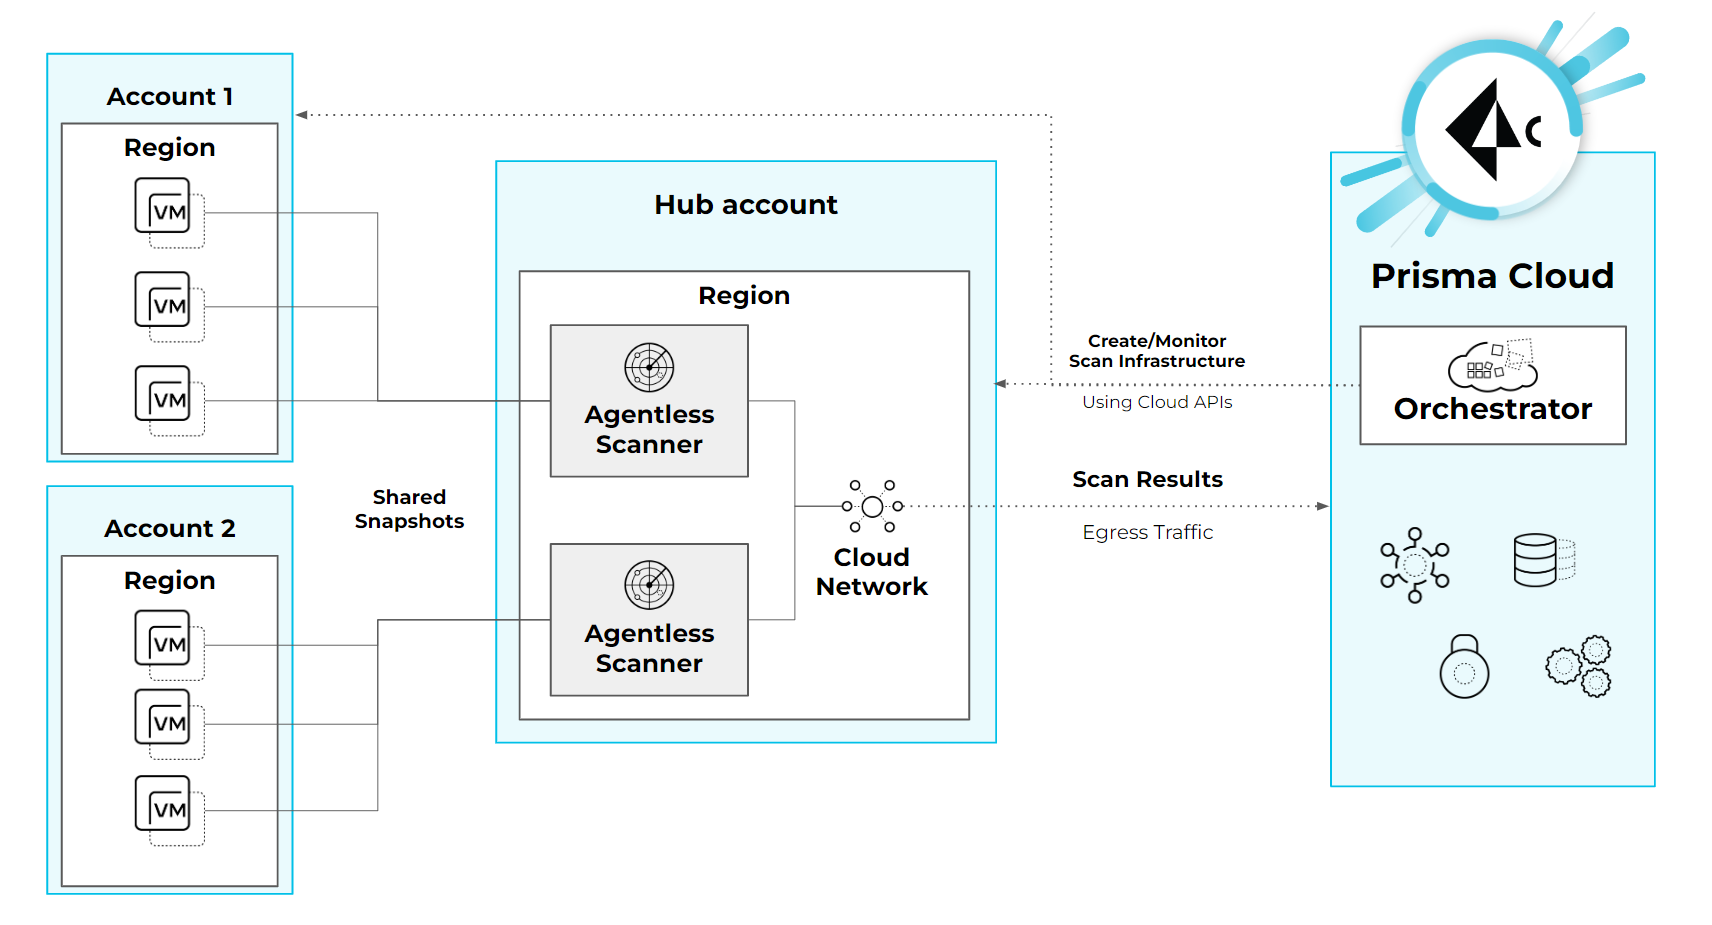 Account 1
Region
VM
VM
VM
Account 2
Region
VM
VM
VM
Shared
Snapshots
Hub account
Region
Agentless
Scanner
Agentless
Scanner
Cloud
Network
Create/Monitor
Scan Infrastructure
Using Cloud APIs
Scan Results
Egress Traffic
Prisma Cloud
Orchestrator